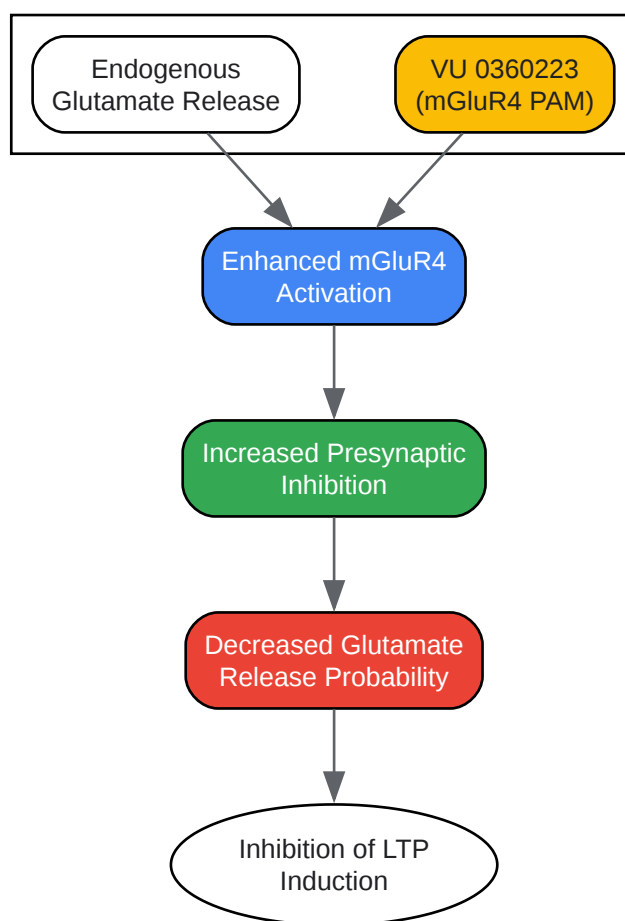 Endogenous
Glutamate Release
VU 0360223
(mGluR4 PAM)
Enhanced mGluR4
Activation
Increased Presynaptic
Inhibition
Decreased Glutamate
Release Probability
Inhibition of LTP
Induction